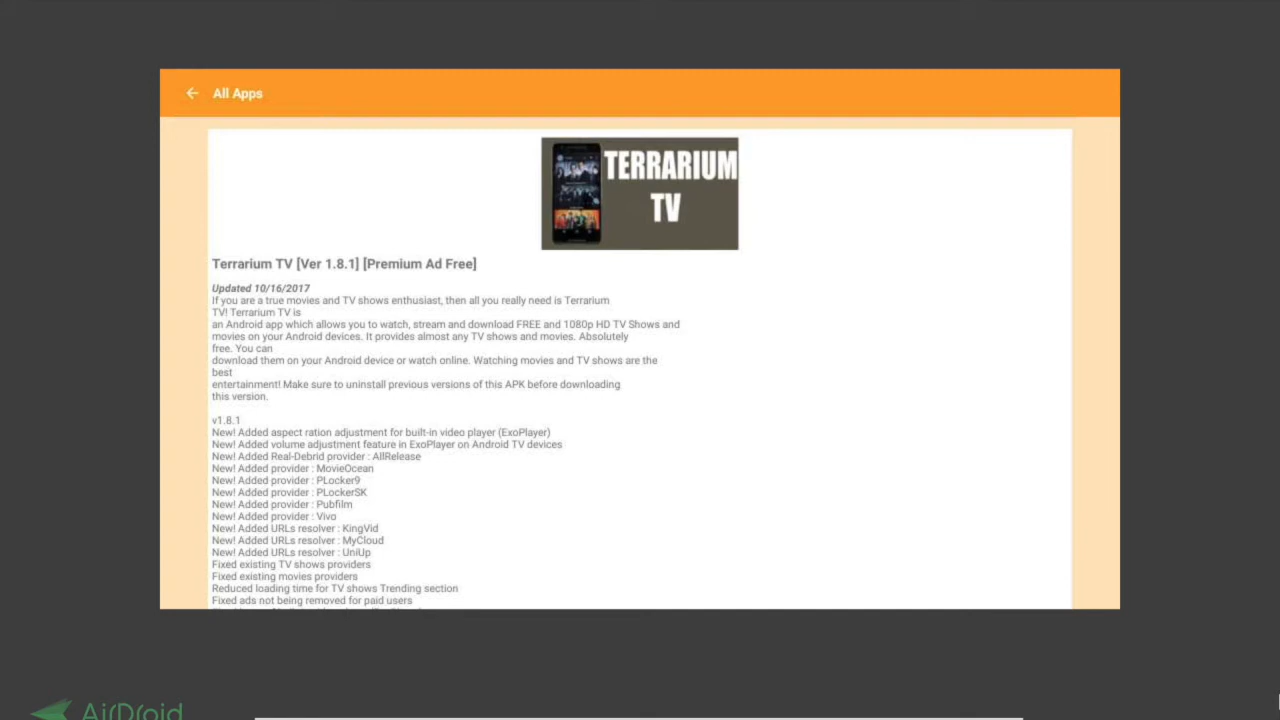 All Apps
TERRARIUM
TV
Terrarium TV [Ver 1.8.1] [Premium Ad Free]
Updated 10/16/2017
If you are a true movies and TV shows enthusiast, then all you really need is Terrarium
TV! Terrarium TV is
an Android app which allows you to watch, stream and download FREE and 1080p HD TV Shows and
movies on your Android devices. It provides almost any TV shows and movies. Absolutely
free. You can
download them on your Android device or watch online. Watching movies and TV shows are the
best
entertainment! Make sure to uninstall previous versions of this APK before downloading
this version.
v1.8.1
New! Added aspect ration adjustment for built-in video player (ExoPlayer)
New! Added volume adjustment feature in ExoPlayer on Android TV devices
New! Added Real-Debrid provider : AllRelease
New! Added provider : MovieOcean
New! Added provider : PLocker9
New! Added provider : PLockerSK
New! Added provider : Pubfilm
New! Added provider : Vivo
New! Added URLs resolver : KingVid
New! Added URLs resolver : MyCloud
New! Added URLs resolver : UniUp
Fixed existing TV shows providers
Fixed existing movies providers
Reduced loading time for TV shows Trending section
Fixed ads not being removed for paid users
AirDroid